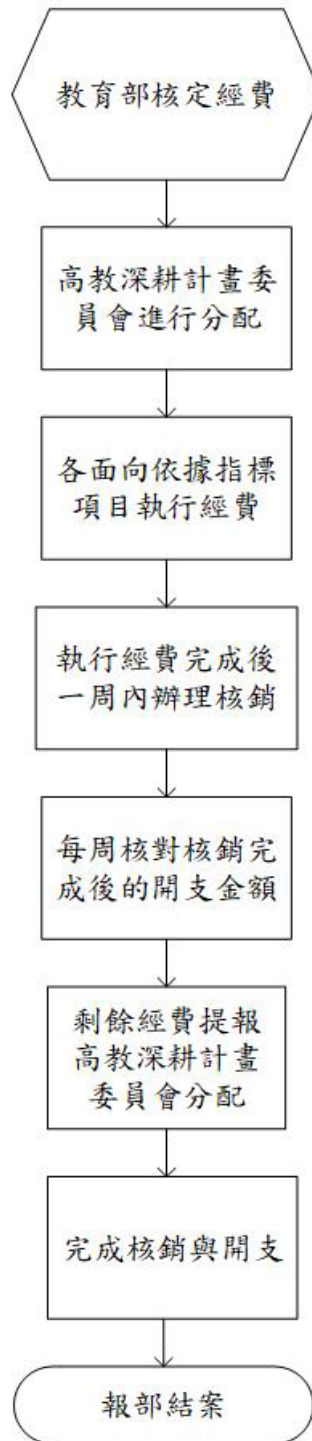 教育部核定經費
高教深耕計畫委
員會進行分配
各面向依據指標
項目執行經費
執行經費完成後
一周內辦理核銷
每周核對核銷完
成後的開支金額
剩餘經費提報
高教深耕計畫
委員會分配
完成核銷與開支
報部結案